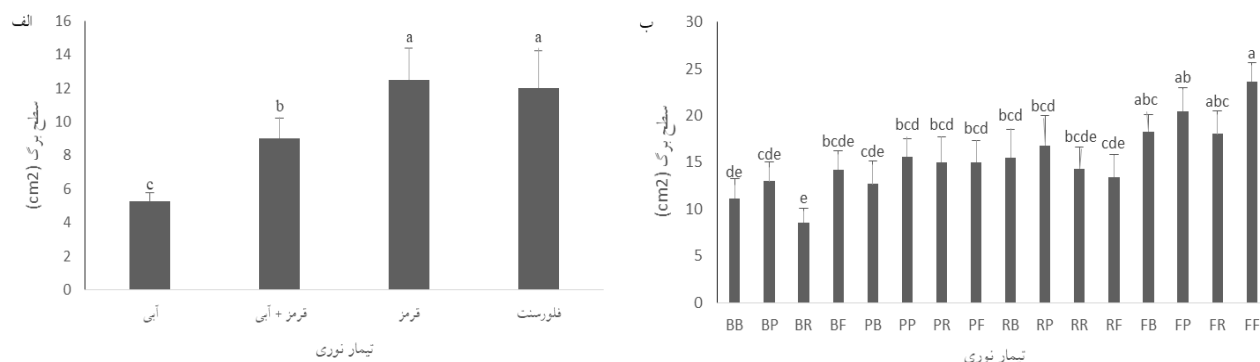 الف
16
14
12
10
8
6
4
2
0
سطح برگ (cm2)
c
b
a
a
آبی
قرمز + آبی
قرمز
فلورسنت
تیمار نوری
ب
30
25
20
15
10
5
0
سطح برگ (cm2)
de
cde
e
bcde
cde
bcd
bcd
bcd
bcd
bcd
bcde
cde
abc
ab
abc
a
BB BP BR BF PB PP PR PF RB RP RR RF FB FP FR FF
تیمار نوری